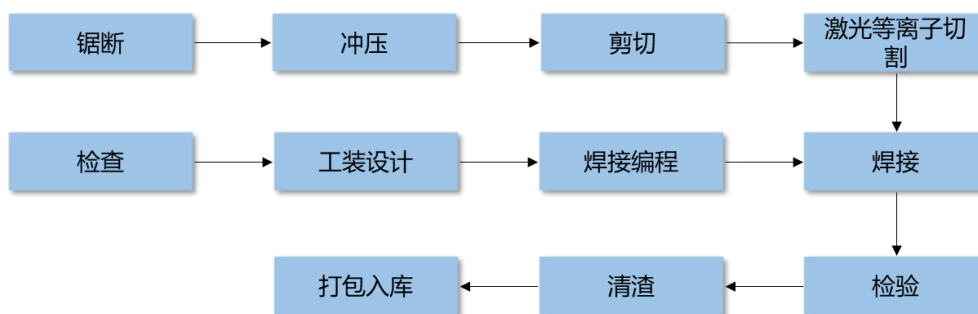 锯断
冲压
剪切
激光等离子切
割
检查
工装设计
焊接编程
焊接
打包入库
清渣
检验